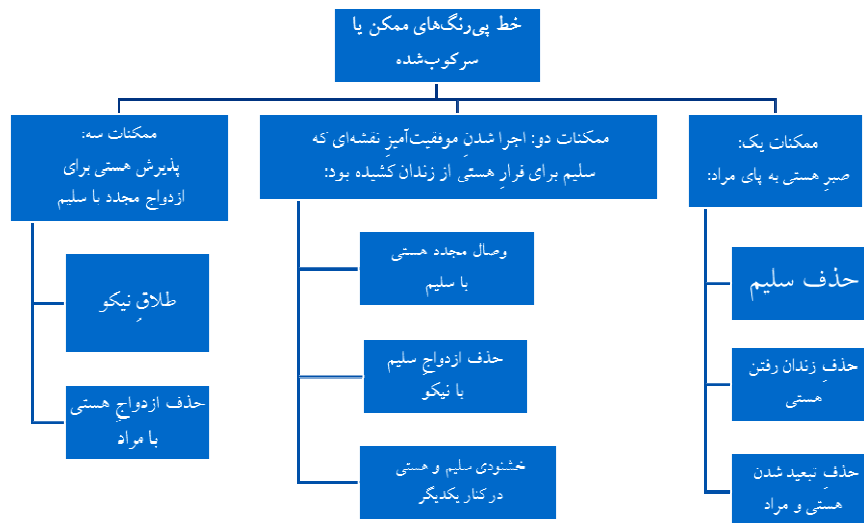 خط پی‌رنگ‌های ممکن یا
سرکوب‌شده
ممکنات یک:
صبرِ هستی به پای مراد:
حذف سلیم
حذفِ زندان رفتن
هستی
حذفِ تبعید شدن
هستی و مراد
ممکنات دو: اجرا شدنِ موفقیت‌آمیزِ نقشه‌ای که
سلیم برای فرارِ هستی از زندان کشیده بود:
وصال مجدد هستی
با سلیم
حذف ازدواجِ سلیم
با نیکو
خشنودی سلیم و هستی
در کنار یکدیگر
ممکنات سه:
پذیرش هستی برای
ازدواج مجدد با سلیم
طلاقِ نیکو
حذف ازدواجِ هستی
با مراد